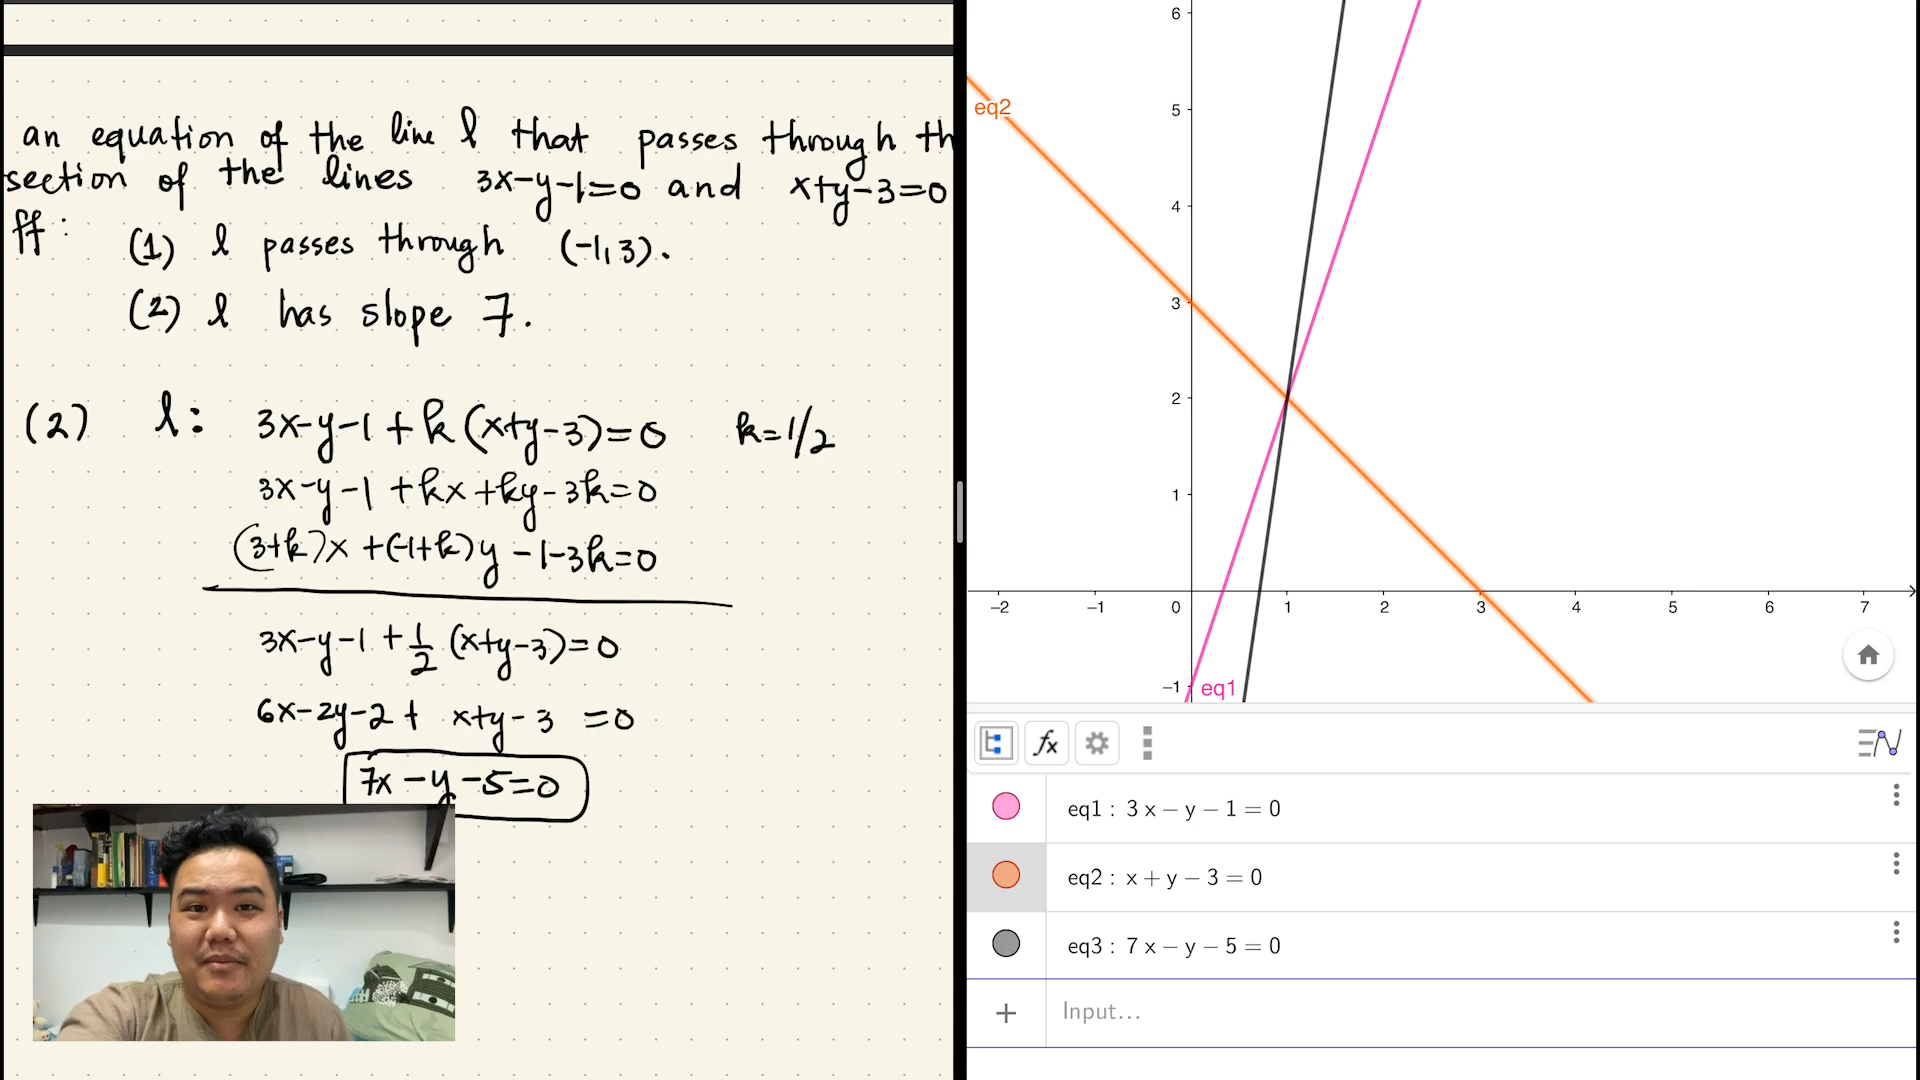 an equation of the line l that passes through th
section of the lines 3x-y-1=0 and x+y-3=0
ff:
(1) l passes through (-1,3).
(2) l has slope 7.
(2) l: 3x-y-1+k(x+y-3)=0 k=1/2
3x-y-1+kx+ky-3k=0
(3+k)x+(-1+k)y-1-3k=0
3x-y-1+1/2(x+y-3)=0
6x-2y-2+ x+y-3 =0
7x-y-5=0
6
eq2
5
4
3
2
1
-2 -1 0 1 2 3 4 5 6 7
-1 eq1
fx
eq1 : 3 x − y − 1 = 0
eq2 : x + y − 3 = 0
eq3 : 7 x − y − 5 = 0
+ Input...